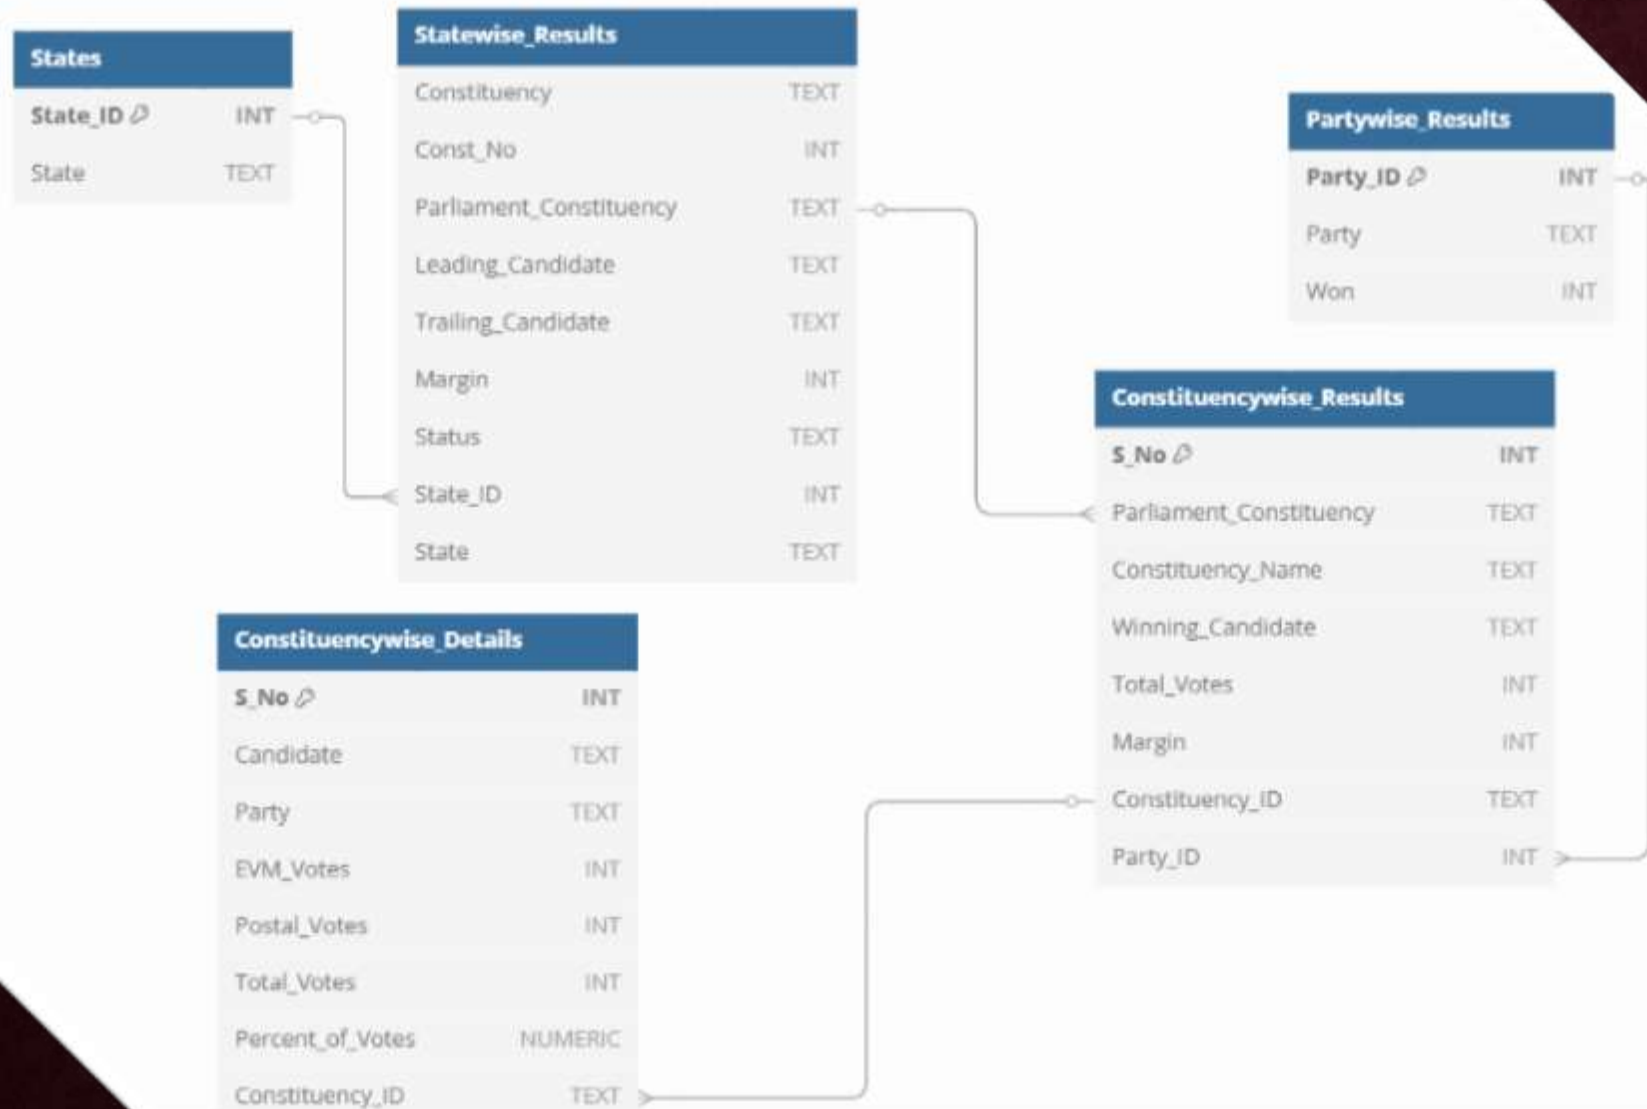 States
State_ID INT
State TEXT
Statewise_Results
Constituency TEXT
Const_No INT
Parliament_Constituency TEXT
Leading_Candidate TEXT
Trailing_Candidate TEXT
Margin INT
Status TEXT
State_ID INT
State TEXT
Partywise_Results
Party_ID INT
Party TEXT
Won INT
Constituencywise_Results
S_No INT
Parliament_Constituency TEXT
Constituency_Name TEXT
Winning_Candidate TEXT
Total_Votes INT
Margin INT
Constituency_ID TEXT
Party_ID INT
Constituencywise_Details
S_No INT
Candidate TEXT
Party TEXT
EVM_Votes INT
Postal_Votes INT
Total_Votes INT
Percent_of_Votes NUMERIC
Constituency_ID TEXT